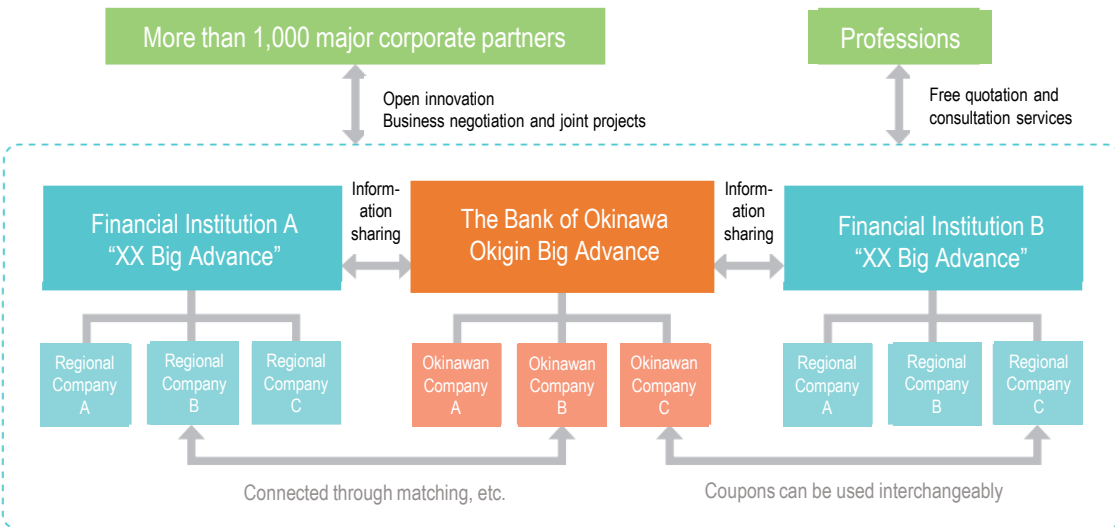 More than 1,000 major corporate partners
Professions
Open innovation
Business negotiation and joint projects
Free quotation and
consultation services
Financial Institution A
“XX Big Advance”
Inform-
ation
sharing
The Bank of Okinawa
Okigin Big Advance
Inform-
ation
sharing
Financial Institution B
“XX Big Advance”
Regional
Company
A
Regional
Company
B
Regional
Company
C
Okinawan
Company
A
Okinawan
Company
B
Okinawan
Company
C
Regional
Company
A
Regional
Company
B
Regional
Company
C
Connected through matching, etc.
Coupons can be used interchangeably